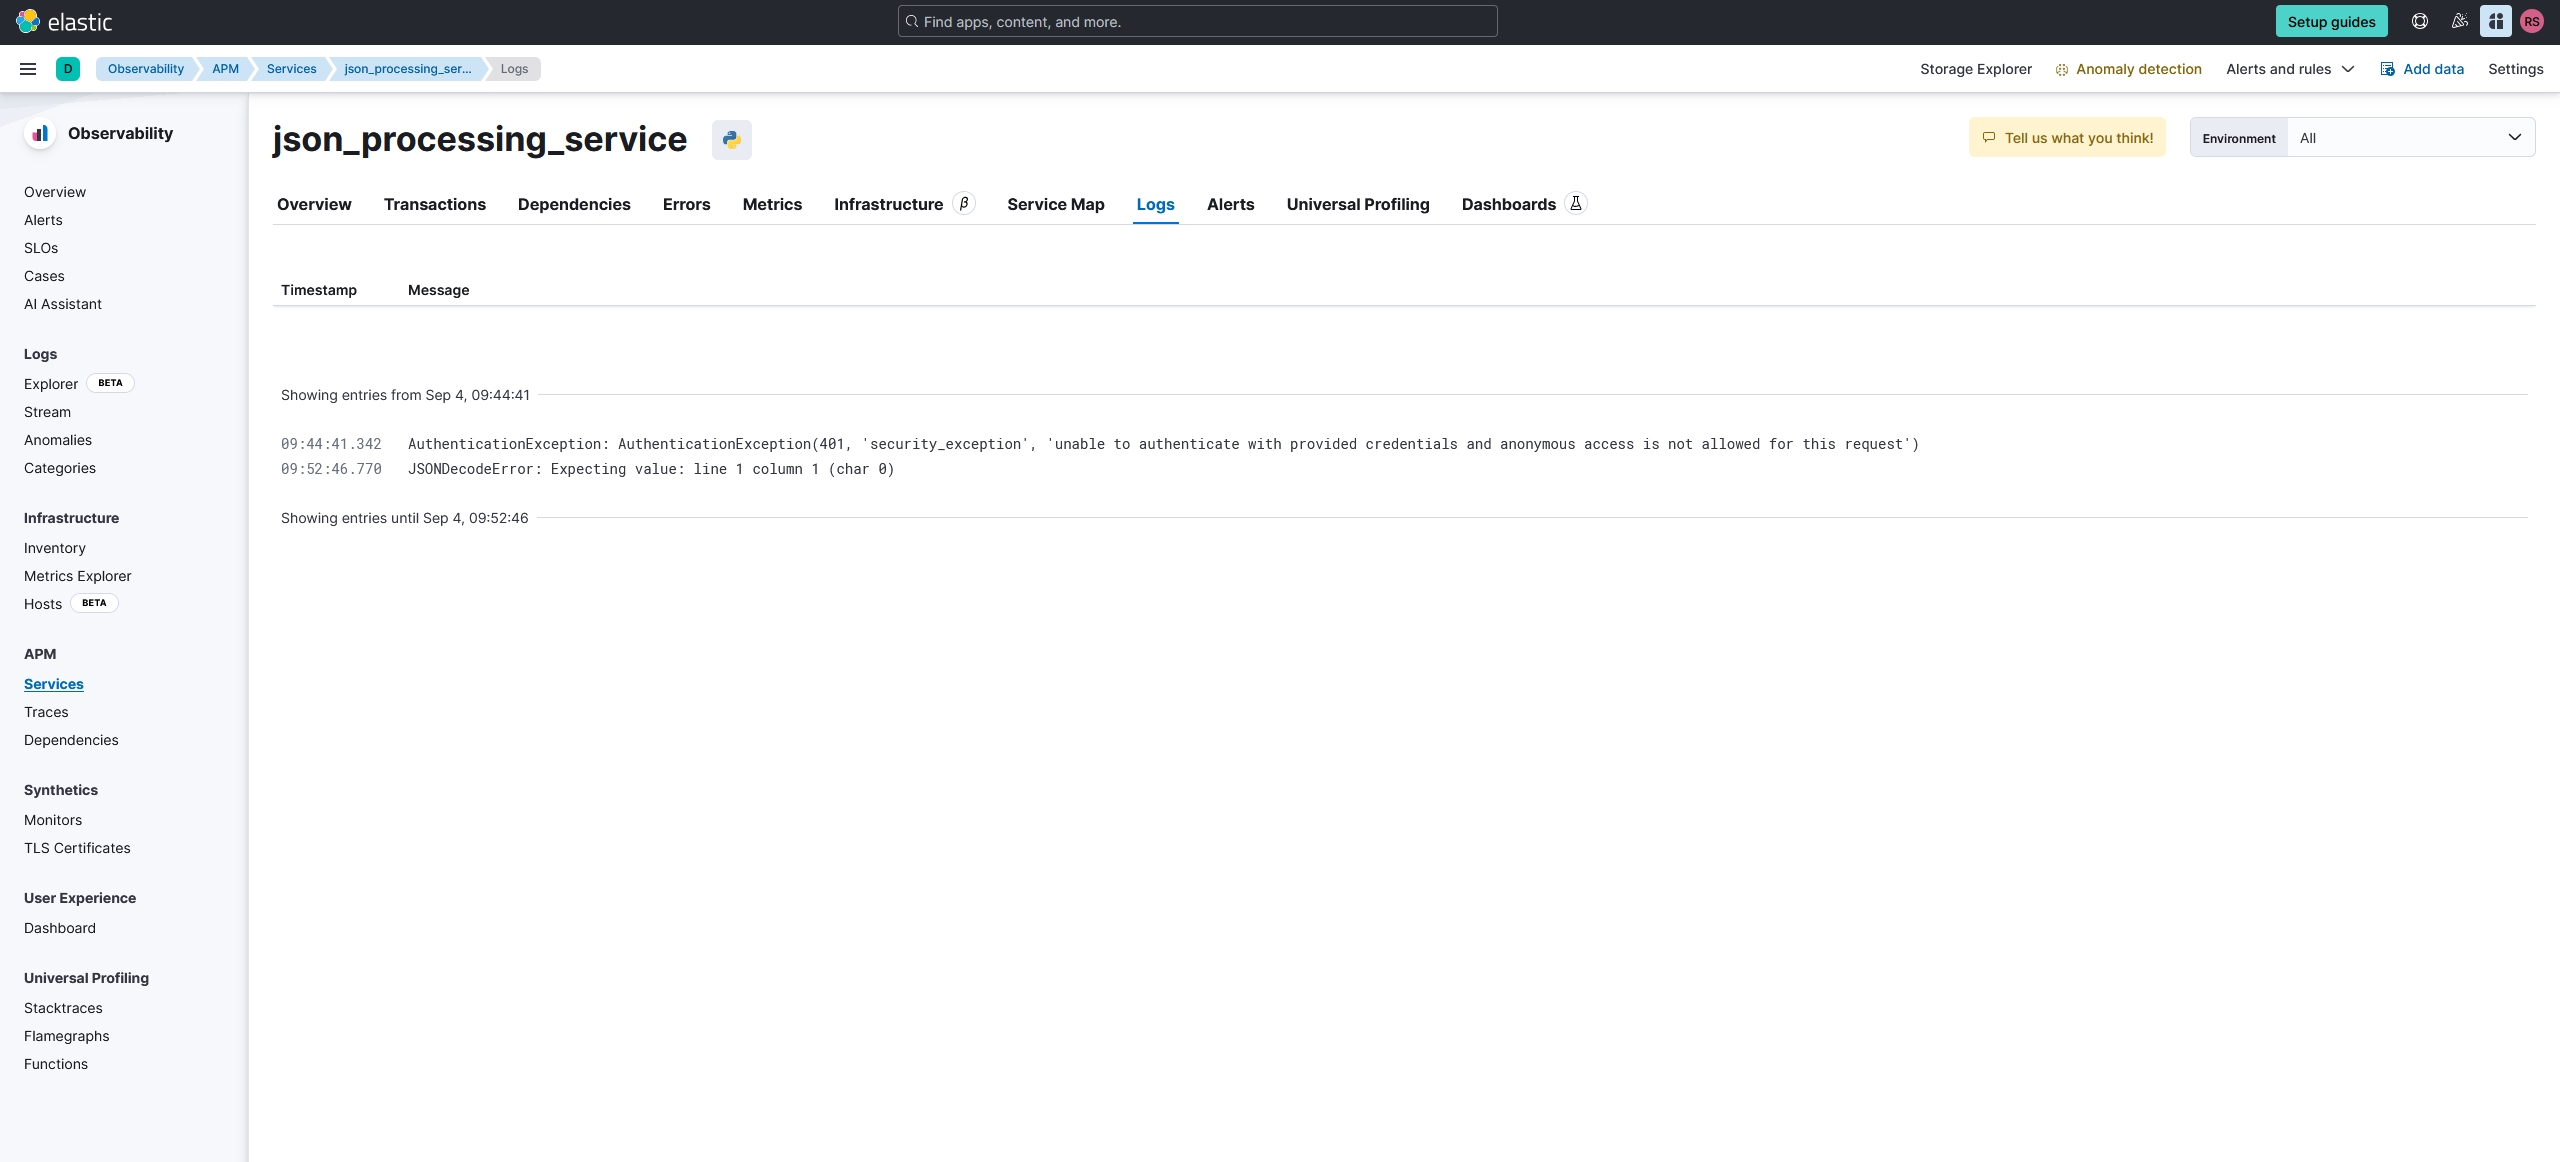 elastic
Find apps, content, and more.
Setup guides
RS
D
Observability
APM
Services
json_processing_ser...
Logs
Storage Explorer
Anomaly detection
Alerts and rules
Add data
Settings
Observability
Overview
Alerts
SLOs
Cases
AI Assistant
Logs
Explorer BETA
Stream
Anomalies
Categories
Infrastructure
Inventory
Metrics Explorer
Hosts BETA
APM
Services
Traces
Dependencies
Synthetics
Monitors
TLS Certificates
User Experience
Dashboard
Universal Profiling
Stacktraces
Flamegraphs
Functions
json_processing_service
Tell us what you think!
Environment All
Overview Transactions Dependencies Errors Metrics Infrastructure β Service Map Logs Alerts Universal Profiling Dashboards
Timestamp Message
Showing entries from Sep 4, 09:44:41
09:44:41.342 AuthenticationException: AuthenticationException(401, 'security_exception', 'unable to authenticate with provided credentials and anonymous access is not allowed for this request')
09:52:46.770 JSONDecodeError: Expecting value: line 1 column 1 (char 0)
Showing entries until Sep 4, 09:52:46